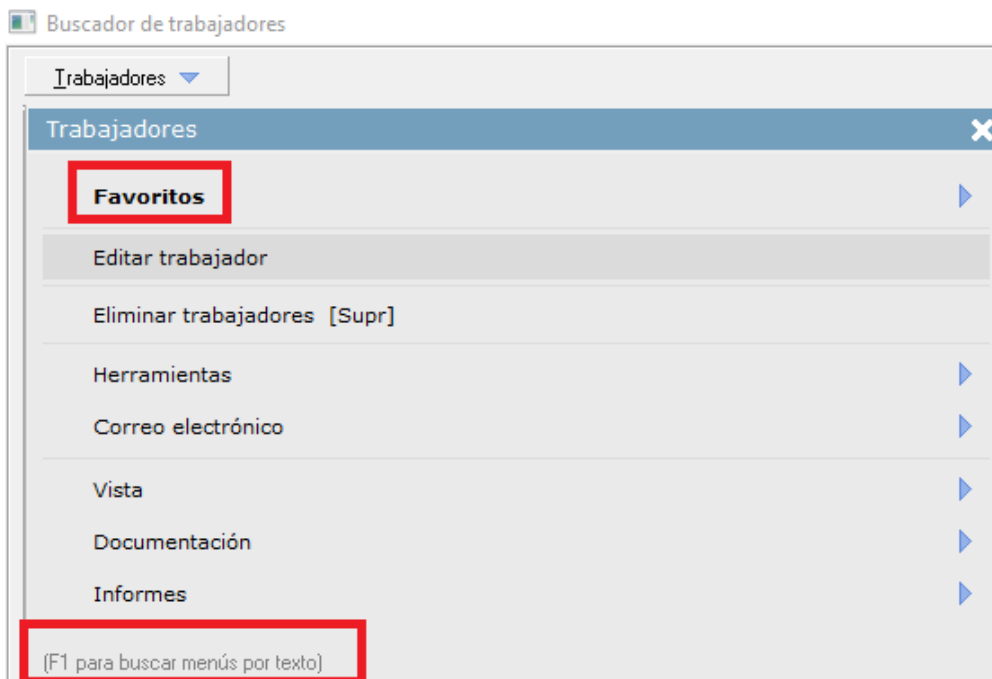 Buscador de trabajadores
Trabajadores
Trabajadores
Favoritos
Editar trabajador
Eliminar trabajadores [Supr]
Herramientas
Correo electrónico
Vista
Documentación
Informes
(F1 para buscar menús por texto)